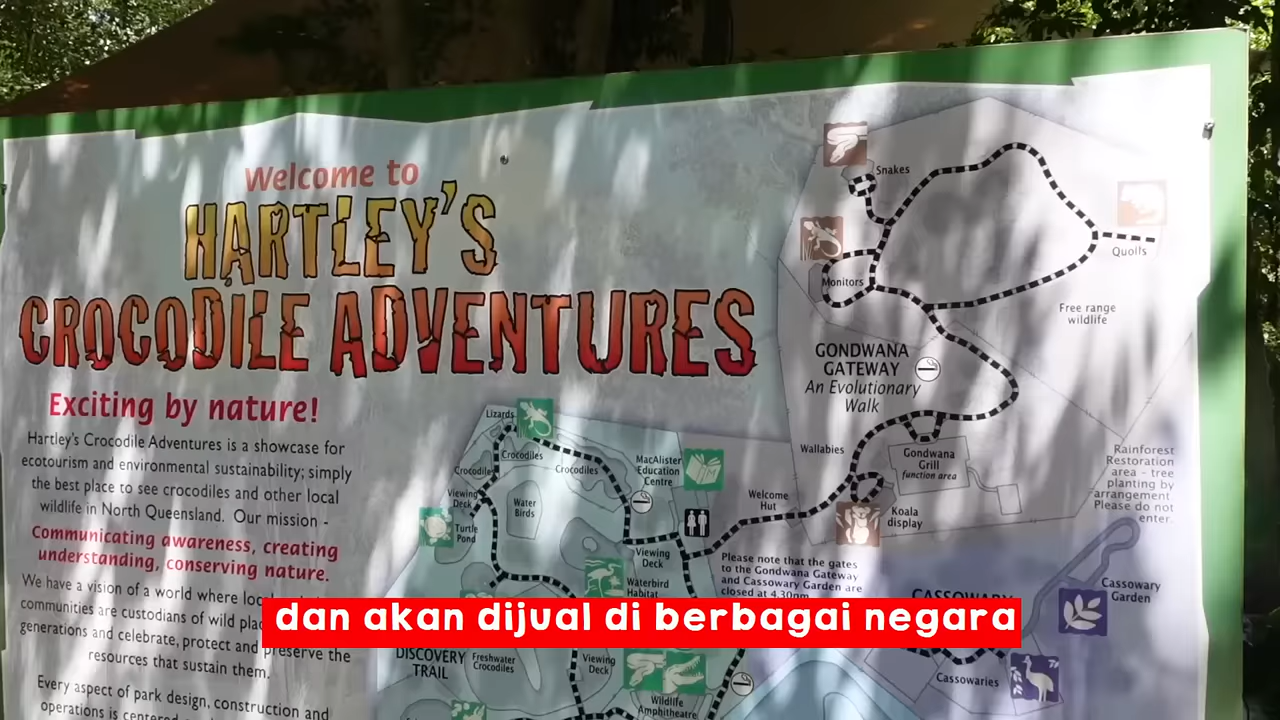 Welcome to
HARTLEY'S
CROCODILE ADVENTURES
Exciting by nature!
Hartley's Crocodile Adventures is a showcase for
ecotourism and environmental sustainability; simply
the best place to see crocodiles and other local
wildlife in North Queensland. Our mission -
Communicating awareness, creating
understanding, conserving nature.
We have a vision of a world where
communities are custodians of wild
generations and celebrate, protect and preserve the
resources that sustain them.
Every aspect of park design, construction and
operations is
Snakes
Monitors
Quolls
Free range
wildlife
GONDWANA
GATEWAY
An Evolutionary
Walk
Wallabies
Gondwana
Grill
function area
Koala
display
Welcome
Hut
Rainforest
Restoration
area - tree
planting by
arrangement.
Please do not
enter.
Lizards
Crocodiles
Crocodiles
Crocodiles
MacAlister
Education
Centre
Viewing
Deck
Water
Birds
Turtle
Pond
Viewing
Deck
Waterbird
Habitat
Please note that the gates
to the Gondwana Gateway
and Cassowary Garden are
closed at 4.30pm
Cassowary
Garden
Cassowaries
DISCOVERY
TRAIL
Freshwater
Crocodiles
Viewing
Deck
Wildlife
Amphitheatre
dan akan dijual di berbagai negara